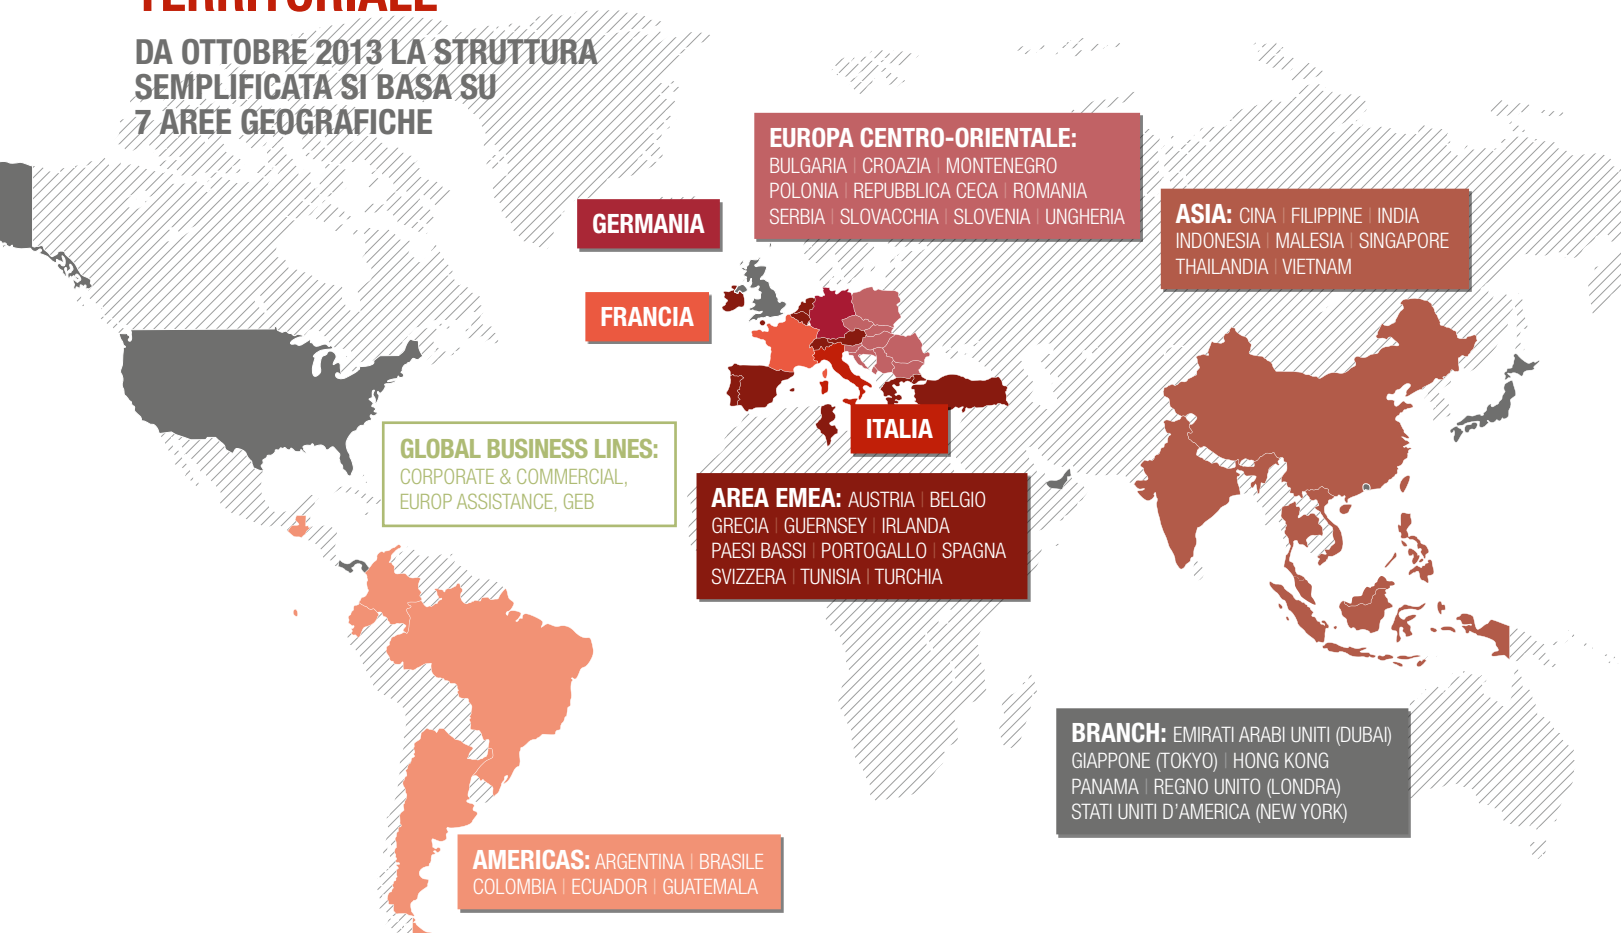 TERRITORIALE
DA OTTOBRE 2013 LA STRUTTURA
SEMPLIFICATA SI BASA SU
7 AREE GEOGRAFICHE
EUROPA CENTRO-ORIENTALE:
BULGARIA | CROAZIA | MONTENEGRO
POLONIA | REPUBBLICA CECA | ROMANIA
SERBIA | SLOVACCHIA | SLOVENIA | UNGHERIA
GERMANIA
ASIA: CINA | FILIPPINE | INDIA
INDONESIA | MALESIA | SINGAPORE
THAILANDIA | VIETNAM
FRANCIA
ITALIA
GLOBAL BUSINESS LINES:
CORPORATE & COMMERCIAL,
EUROP ASSISTANCE, GEB
AREA EMEA: AUSTRIA | BELGIO
GRECIA | GUERNSEY | IRLANDA
PAESI BASSI | PORTOGALLO | SPAGNA
SVIZZERA | TUNISIA | TURCHIA
BRANCH: EMIRATI ARABI UNITI (DUBAI)
GIAPPONE (TOKYO) | HONG KONG
PANAMA | REGNO UNITO (LONDRA)
STATI UNITI D'AMERICA (NEW YORK)
AMERICAS: ARGENTINA | BRASILE
COLOMBIA | ECUADOR | GUATEMALA